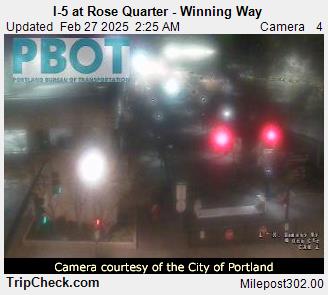 I-5 at Rose Quarter - Winning Way
Updated Feb 27 2025 2:25 AM Camera 4
PBOT
PORTLAND BUREAU OF TRANSPORTATION
Camera courtesy of the City of Portland
TripCheck.com Milepost302.00